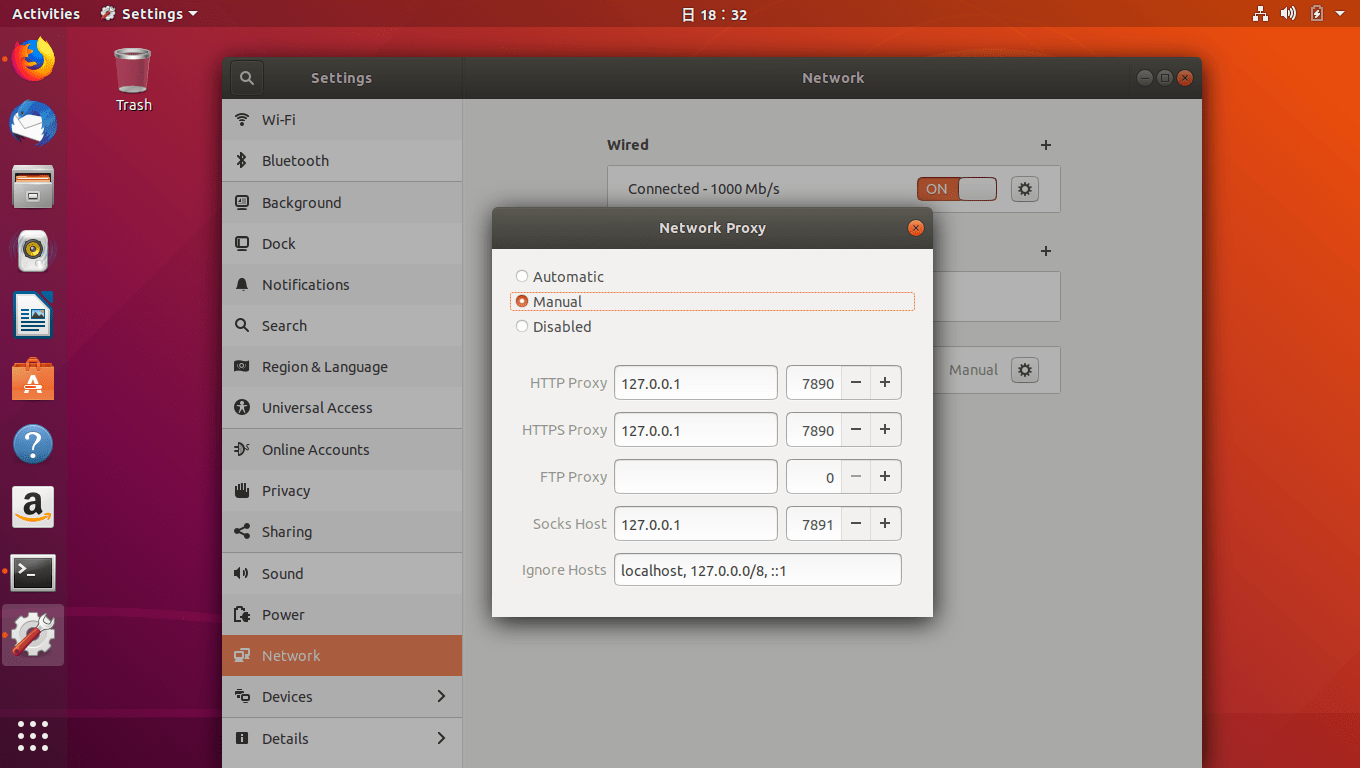 Activities
Settings
日 18：32
Trash
Settings
Network
Wi-Fi
Bluetooth
Background
Dock
Notifications
Search
Region & Language
Universal Access
Online Accounts
Privacy
Sharing
Sound
Power
Network
Devices
Details
Wired
+
Connected - 1000 Mb/s
ON
+
Manual
Network Proxy
Automatic
Manual
Disabled
HTTP Proxy 127.0.0.1 7890 − +
HTTPS Proxy 127.0.0.1 7890 − +
FTP Proxy 0 − +
Socks Host 127.0.0.1 7891 − +
Ignore Hosts localhost, 127.0.0.0/8, ::1